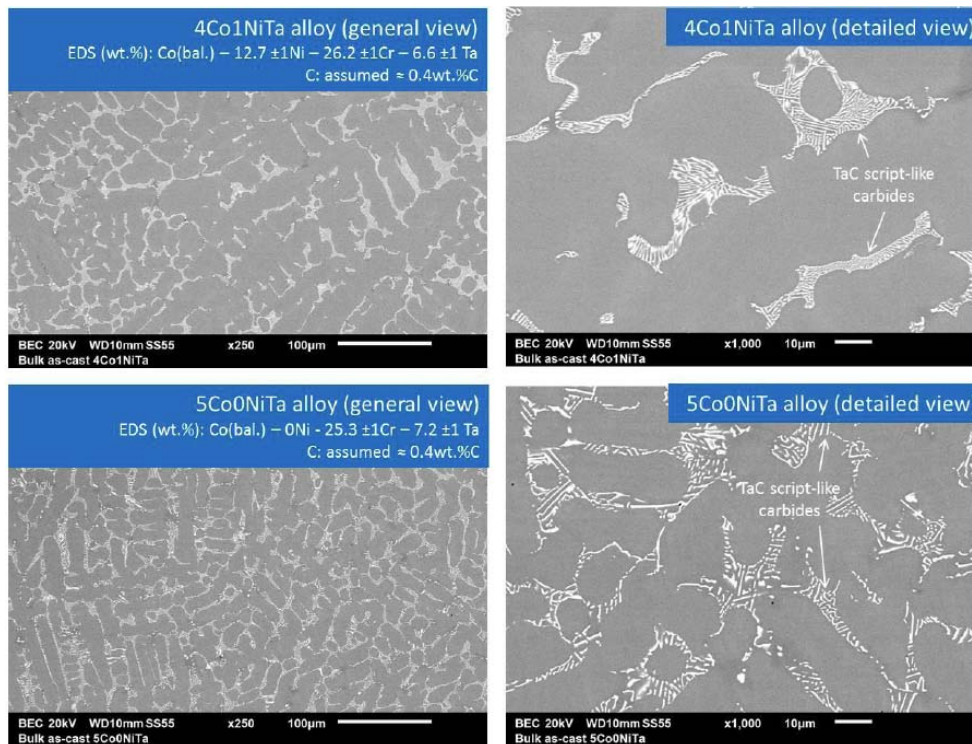 4Co1NiTa alloy (general view)
EDS (wt.%): Co(bal.) – 12.7 ±1Ni – 26.2 ±1Cr – 6.6 ±1 Ta
C: assumed ≈ 0.4wt.%C
BEC 20kV WD10mm SS55 x250 100µm
Bulk as-cast 4Co1NiTa
4Co1NiTa alloy (detailed view)
TaC script-like
carbides
BEC 20kV WD10mm SS55 x1,000 10µm
Bulk as-cast 4Co1NiTa
5Co0NiTa alloy (general view)
EDS (wt.%): Co(bal.) – 0Ni - 25.3 ±1Cr – 7.2 ±1 Ta
C: assumed ≈ 0.4wt.%C
BEC 20kV WD10mm SS55 x250 100µm
Bulk as-cast 5Co0NiTa
5Co0NiTa alloy (detailed view
TaC script-like
carbides
BEC 20kV WD10mm SS55 x1,000 10µm
Bulk as-cast 5Co0NiTa